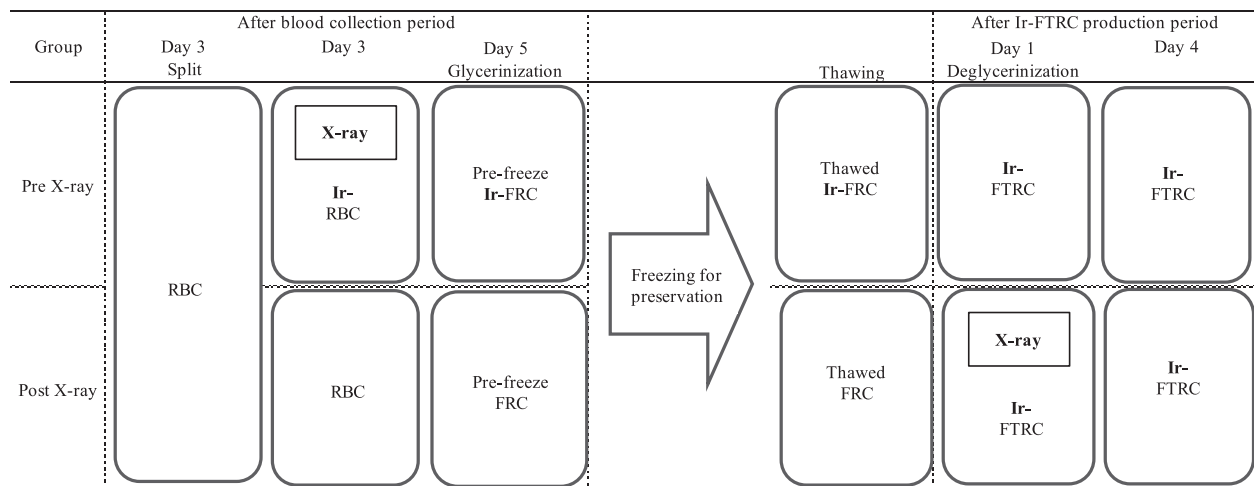 After blood collection period
After Ir-FTRC production period
Group
Day 3
Split
Day 3
Day 5
Glycerinization
Thawing
Day 1
Deglycerinization
Day 4
Pre X-ray
X-ray
Ir-
RBC
Pre-freeze
Ir-FRC
Thawed
Ir-FRC
Ir-
FTRC
Ir-
FTRC
RBC
Freezing for
preservation
Post X-ray
RBC
Pre-freeze
FRC
Thawed
FRC
X-ray
Ir-
FTRC
Ir-
FTRC